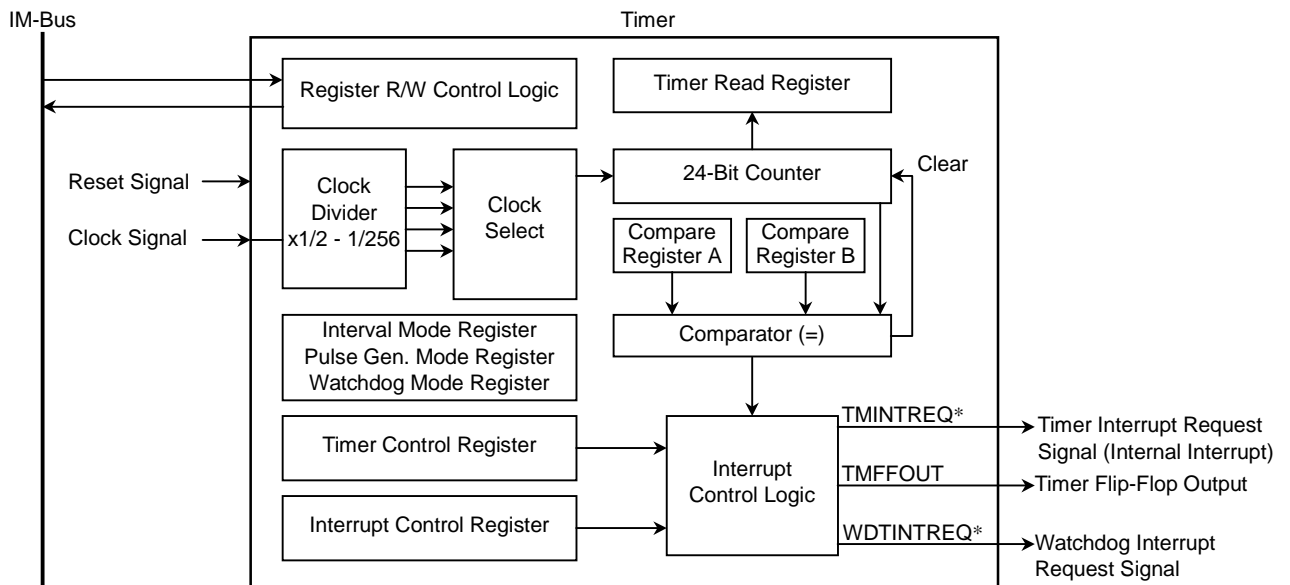 IM-Bus
Timer
Register R/W Control Logic
Timer Read Register
Reset Signal
Clock Signal
Clock
Divider
x1/2 - 1/256
Clock
Select
24-Bit Counter
Clear
Compare
Register A
Compare
Register B
Comparator (=)
Interval Mode Register
Pulse Gen. Mode Register
Watchdog Mode Register
Timer Control Register
Interrupt Control Register
Interrupt
Control Logic
TMINTREQ*
Timer Interrupt Request
Signal (Internal Interrupt)
TMFFOUT
Timer Flip-Flop Output
WDTINTREQ*
Watchdog Interrupt
Request Signal